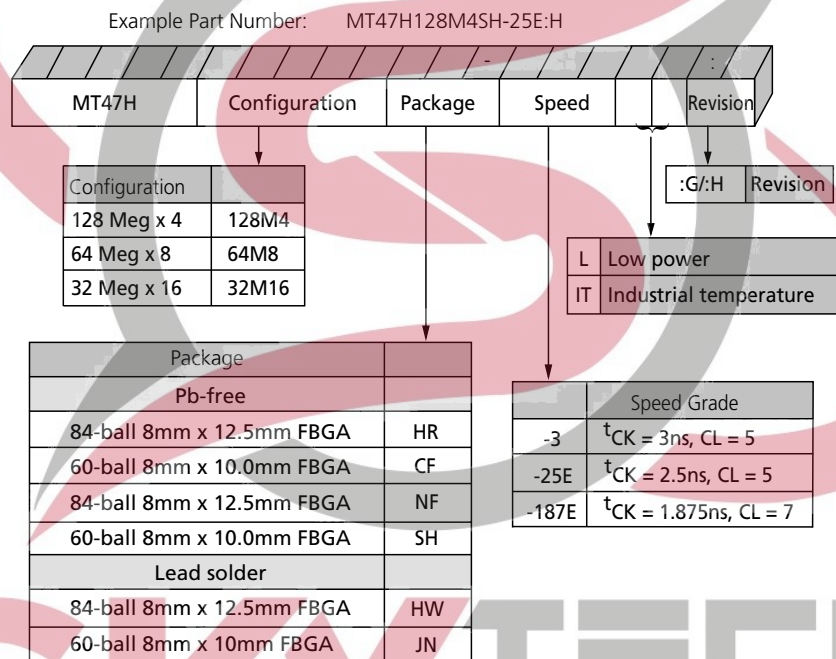 Example Part Number: MT47H128M4SH-25E:H
- :
MT47H Configuration Package Speed Revision
Configuration
128 Meg x 4 128M4
64 Meg x 8 64M8
32 Meg x 16 32M16
:G/:H Revision
L Low power
IT Industrial temperature
Package
Pb-free
84-ball 8mm x 12.5mm FBGA HR
60-ball 8mm x 10.0mm FBGA CF
84-ball 8mm x 12.5mm FBGA NF
60-ball 8mm x 10.0mm FBGA SH
Lead solder
84-ball 8mm x 12.5mm FBGA HW
60-ball 8mm x 10mm FBGA JN
Speed Grade
-3 tCK = 3ns, CL = 5
-25E tCK = 2.5ns, CL = 5
-187E tCK = 1.875ns, CL = 7